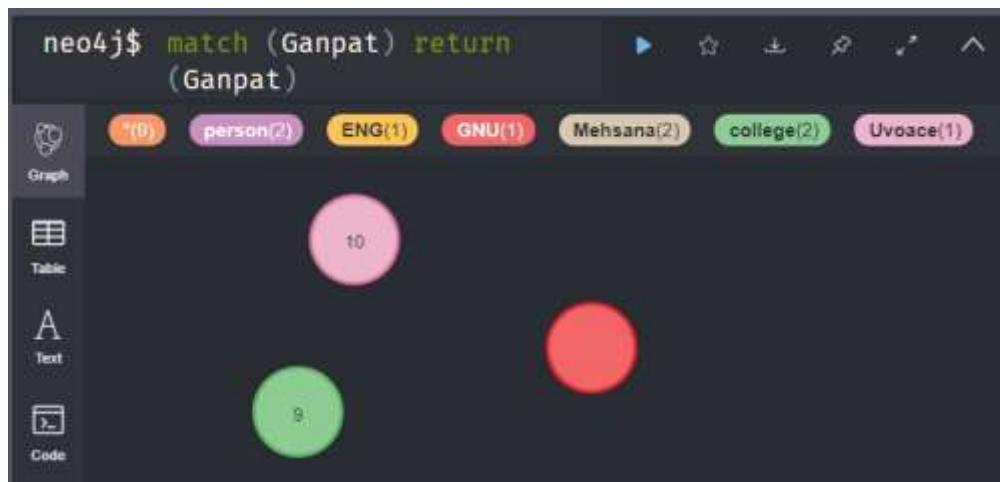 neo4j$ match (Ganpat) return
(Ganpat)
*(9) person(2) ENG(1) GNU(1) Mehsana(2) college(2) Uvoace(1)
Graph
10
Table
A
Text
9
Code